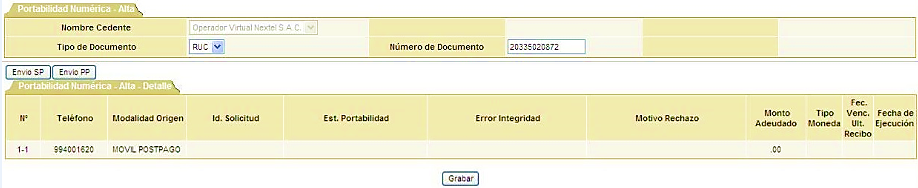 Portabilidad Numérica - Alta
Nombre Cedente Operador Virtual Nextel S.A.C.
Tipo de Documento RUC Número de Documento 20335020872
Envio SP Envio PP
Portabilidad Numérica - Alta - Detalle
Nº Teléfono Modalidad Origen Id. Solicitud Est. Portabilidad Error Integridad Motivo Rechazo Monto Adeudado Tipo Moneda Fec. Venc. Ult. Recibo Fecha de Ejecución
1-1 994001620 MOVIL POSTPAGO .00
Grabar